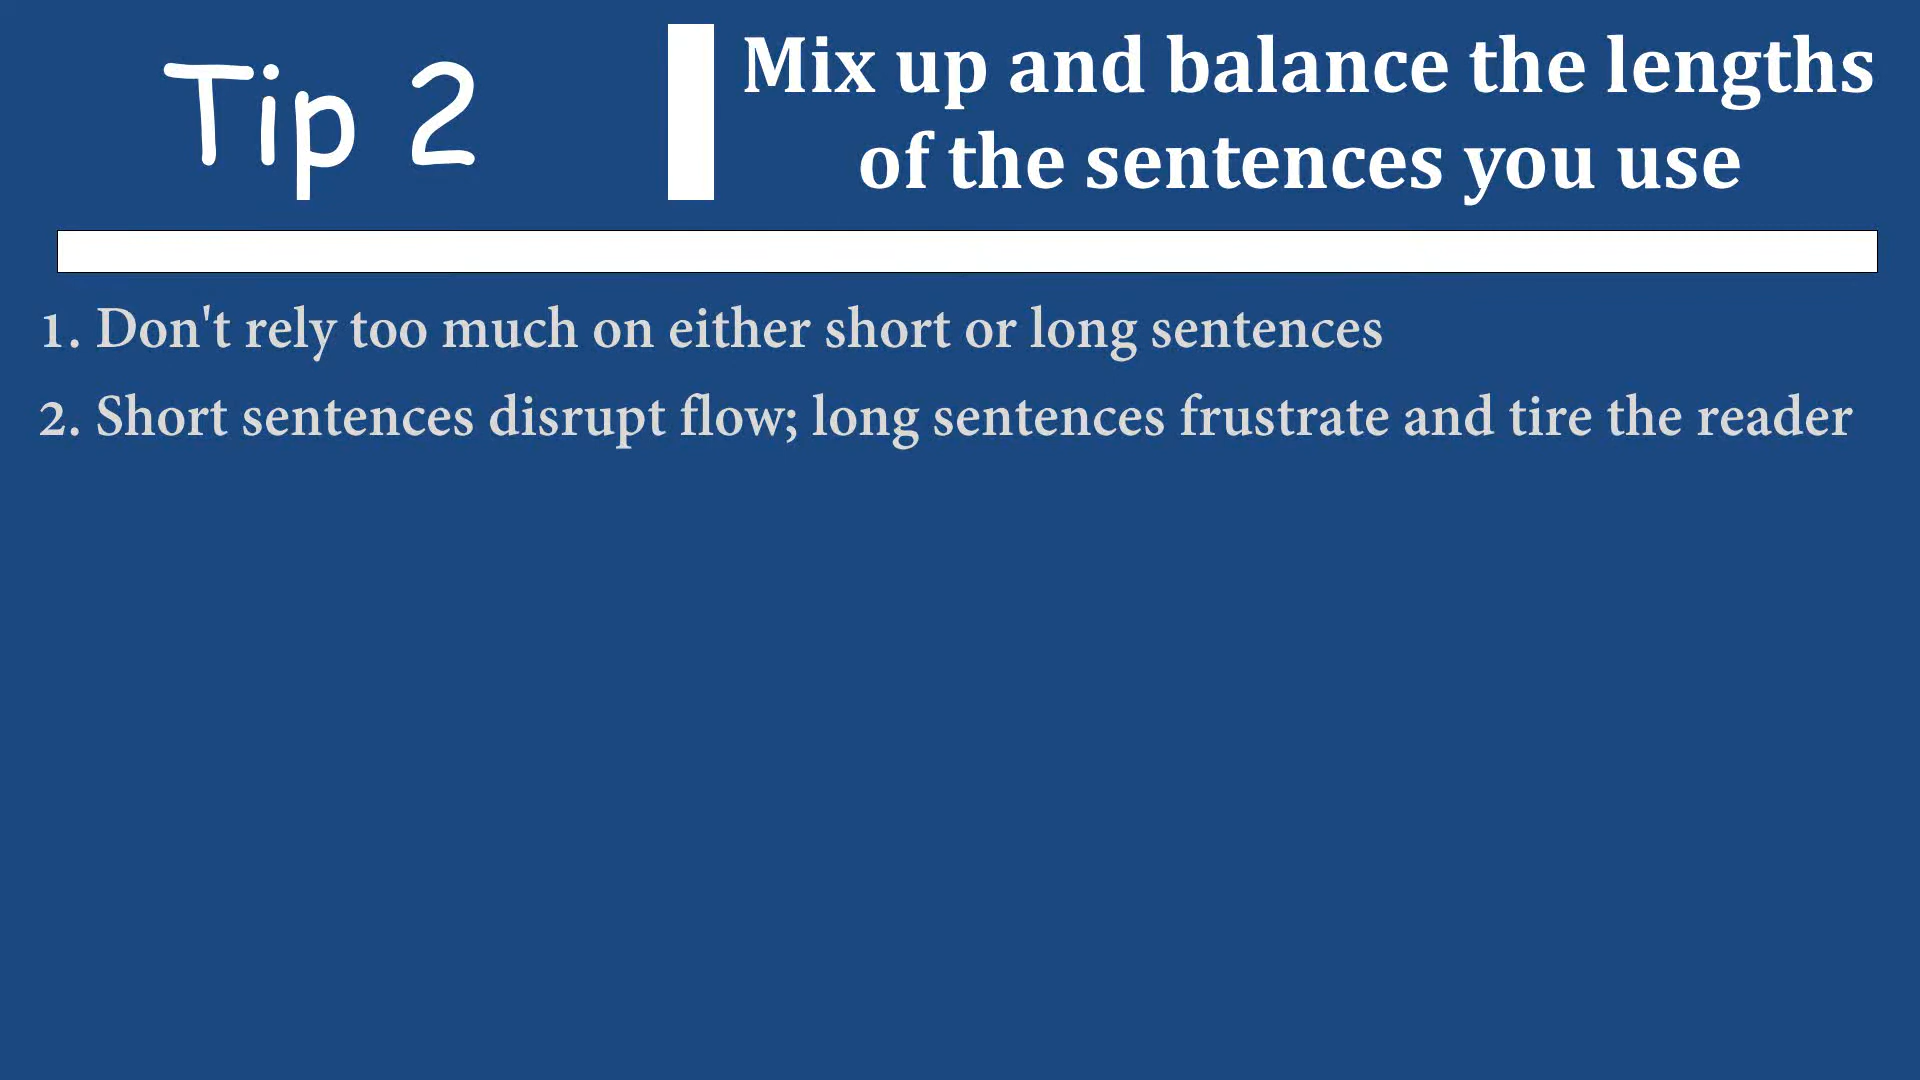 Tip 2
Mix up and balance the lengths
of the sentences you use
1. Don't rely too much on either short or long sentences
2. Short sentences disrupt flow; long sentences frustrate and tire the reader